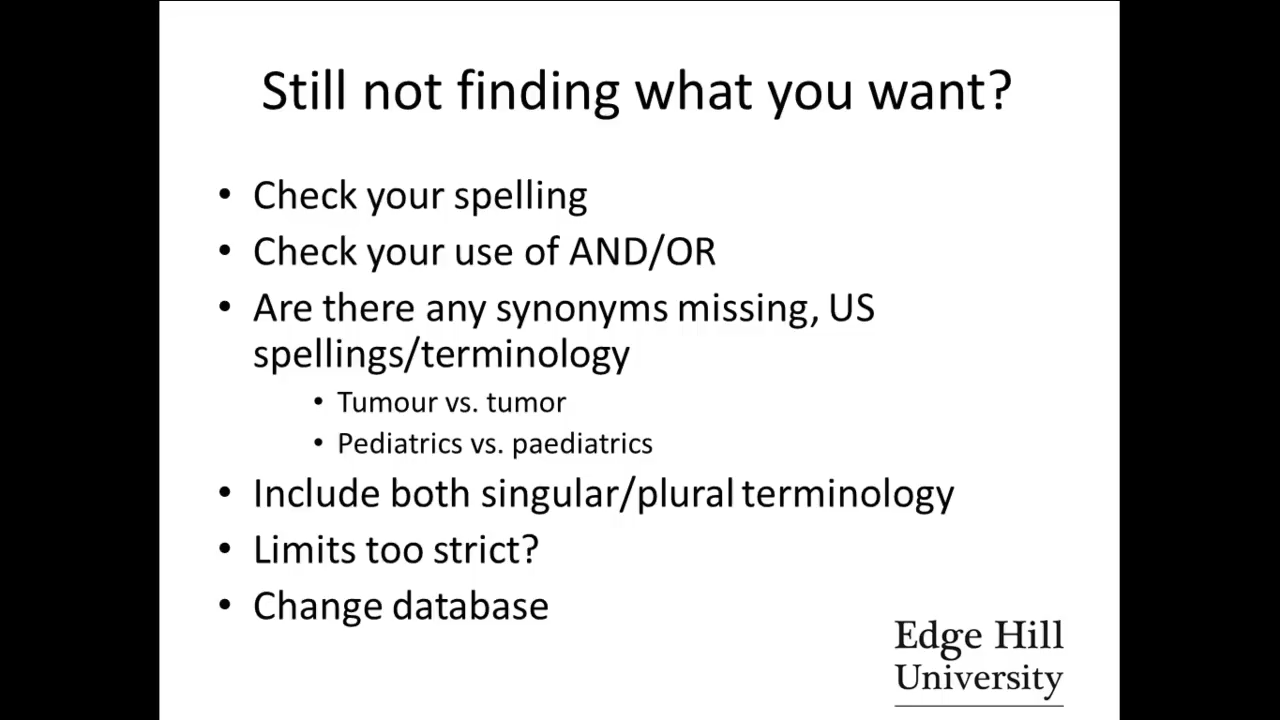 Still not finding what you want?
• Check your spelling
• Check your use of AND/OR
• Are there any synonyms missing, US
spellings/terminology
• Tumour vs. tumor
• Pediatrics vs. paediatrics
• Include both singular/plural terminology
• Limits too strict?
• Change database
Edge Hill
University